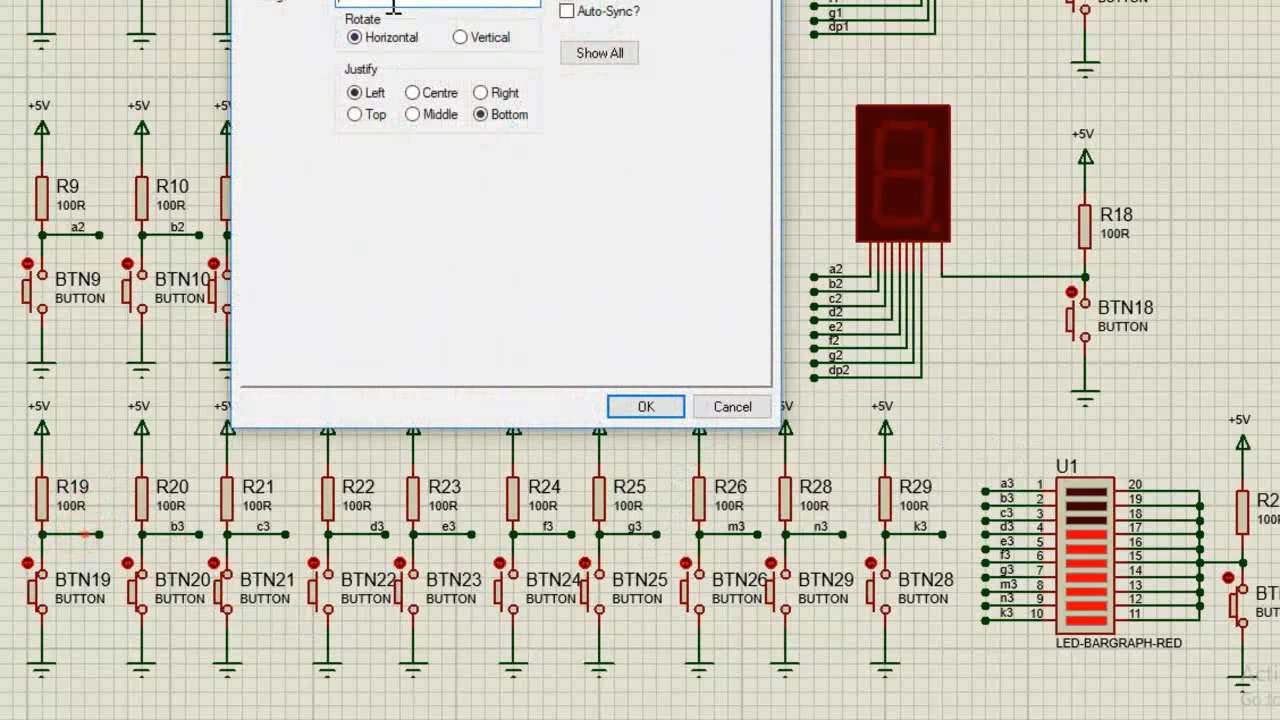 Rotate
Horizontal Vertical
Auto-Sync?
Show All
Justify
Left Centre Right
Top Middle Bottom
OK Cancel
g1
dp1
+5V +5V
R9
100R
R10
100R
a2 b2
BTN9
BUTTON
BTN10
BUTTON
a2
b2
c2
d2
e2
f2
g2
dp2
+5V
R18
100R
BTN18
BUTTON
+5V +5V +5V
R19
100R
R20
100R
R21
100R
R22
100R
R23
100R
R24
100R
R25
100R
R26
100R
R28
100R
R29
100R
b3 c3 d3 e3 f3 g3 m3 n3 k3
BTN19
BUTTON
BTN20
BUTTON
BTN21
BUTTON
BTN22
BUTTON
BTN23
BUTTON
BTN24
BUTTON
BTN25
BUTTON
BTN26
BUTTON
BTN29
BUTTON
BTN28
BUTTON
U1
a3 1 20
b3 2 19
c3 3 18
d3 4 17
e3 5 16
f3 6 15
g3 7 14
m3 8 13
n3 9 12
k3 10 11
LED-BARGRAPH-RED
+5V